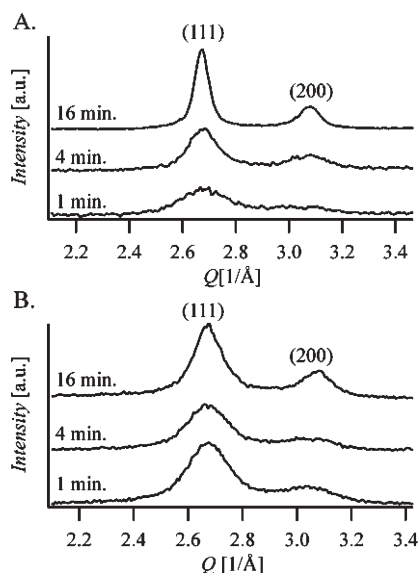 A.
(111)
(200)
16 min.
4 min.
1 min.
Intensity [a.u.]
2.2 2.4 2.6 2.8 3.0 3.2 3.4
Q[1/Å]
B.
(111)
(200)
16 min.
4 min.
1 min.
Intensity [a.u.]
2.2 2.4 2.6 2.8 3.0 3.2 3.4
Q [1/Å]